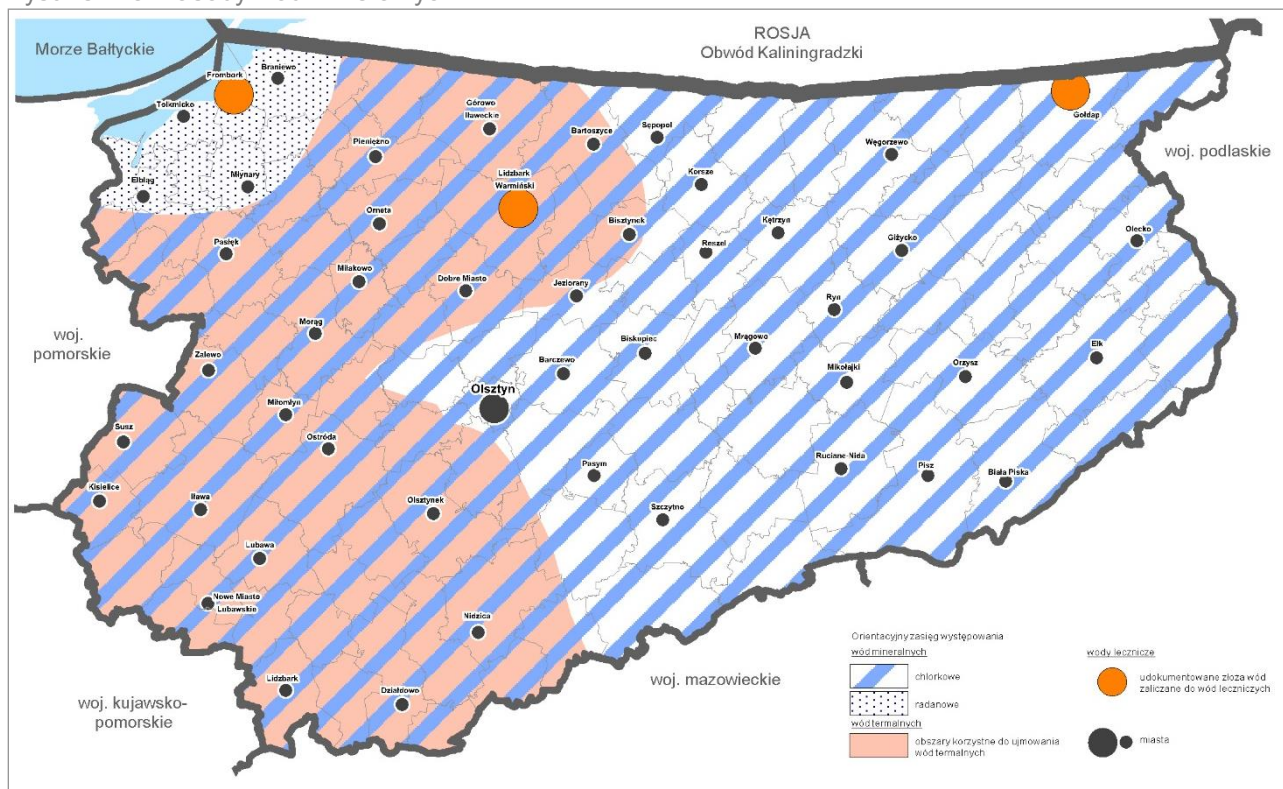 Morze Bałtyckie
ROSJA
Obwód Kaliningradzki
Frombork
Braniewo
Tolkmicko
Górowo
Iławeckie
Gołdap
Bartoszyce
Sępopol
Pieniężno
Węgorzewo
woj. podlaskie
Elbląg
Młynary
Lidzbark
Warmiński
Korsze
Orneta
Bisztynek
Kętrzyn
Olecko
Pasłęk
Reszel
Giżycko
Miłakowo
Dobre Miasto
Jeziorany
Ryn
Morąg
woj.
pomorskie
Zalewo
Barczewo
Biskupiec
Mrągowo
Ełk
Mikołajki
Orzysz
Olsztyn
Miłomłyn
Susz
Ostróda
Kisielice
Pasym
Ruciane-Nida
Pisz
Biała Piska
Iława
Olsztynek
Szczytno
Lubawa
Nowe Miasto
Lubawskie
Nidzica
Lidzbark
Działdowo
woj. kujawsko-
pomorskie
woj. mazowieckie
Orientacyjny zasięg występowania
wód mineralnych
chlorkowe
radanowe
wód termalnych
obszary korzystne do ujmowania
wód termalnych
wody lecznicze
udokumentowane złoża wód
zaliczane do wód leczniczych
miasta